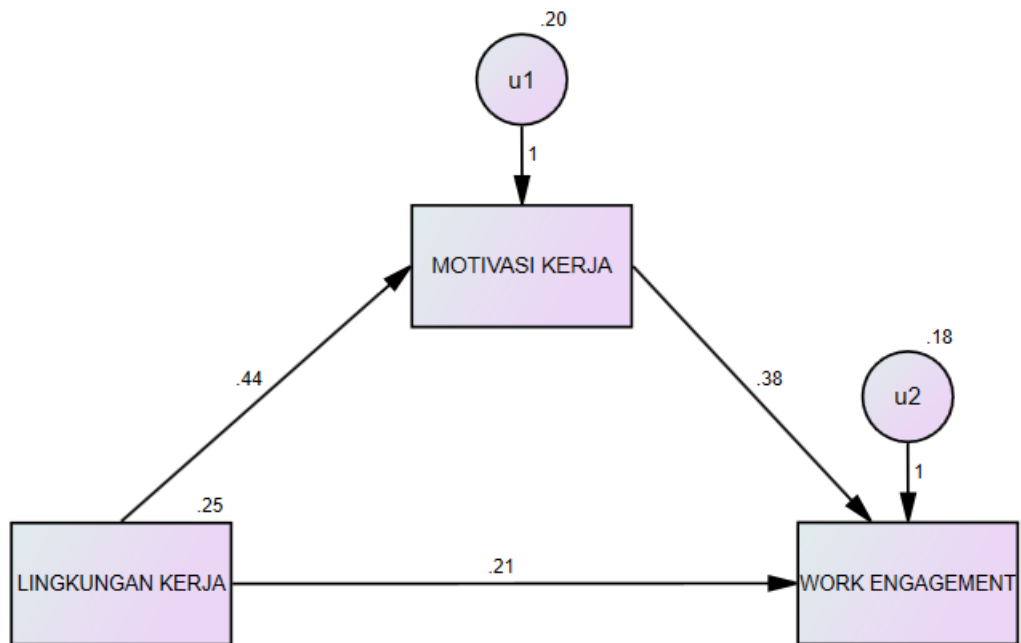 .20
u1
1
MOTIVASI KERJA
.18
.44
.38
u2
1
.25
.21
LINGKUNGAN KERJA
WORK ENGAGEMENT